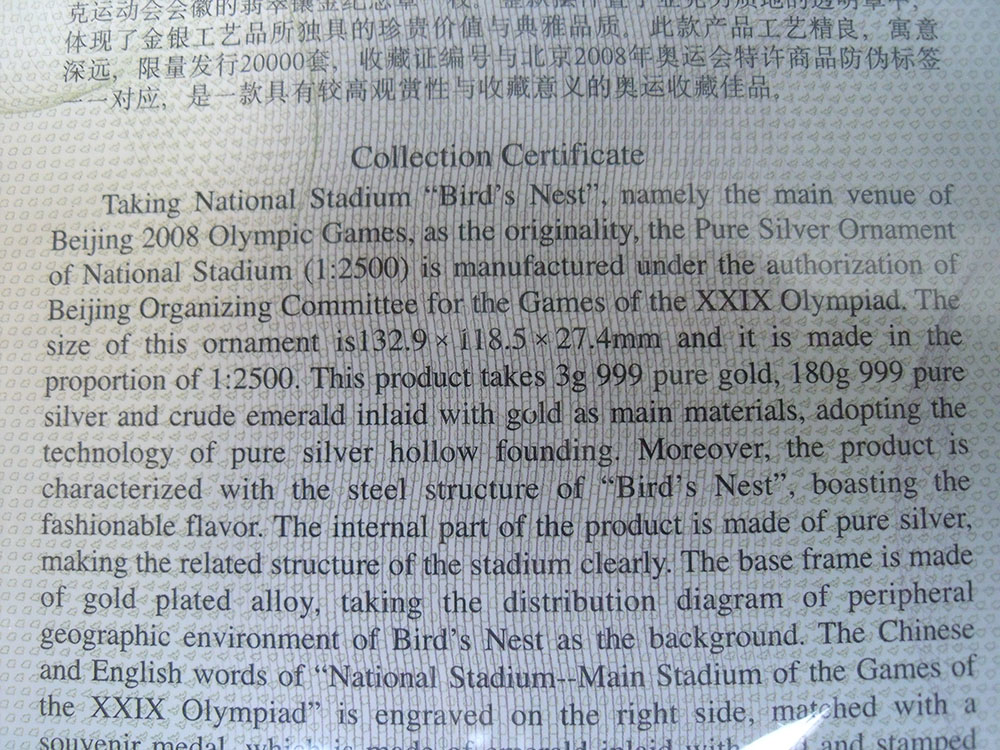 克运动会会徽的翡翠镶金纪念章一枚。整款摆件置于亚克力质地的透明罩中,
体现了金银工艺品所独具的珍贵价值与典雅品质。此款产品工艺精良，寓意
深远，限量发行20000套，收藏证编号与北京2008年奥运会特许商品防伪标签
一一对应，是一款具有较高观赏性与收藏意义的奥运收藏佳品。
Collection Certificate
Taking National Stadium “Bird’s Nest”, namely the main venue of
Beijing 2008 Olympic Games, as the originality, the Pure Silver Ornament
of National Stadium (1:2500) is manufactured under the authorization of
Beijing Organizing Committee for the Games of the XXIX Olympiad. The
size of this ornament is132.9 × 118.5 × 27.4mm and it is made in the
proportion of 1:2500. This product takes 3g 999 pure gold, 180g 999 pure
silver and crude emerald inlaid with gold as main materials, adopting the
technology of pure silver hollow founding. Moreover, the product is
characterized with the steel structure of “Bird’s Nest”, boasting the
fashionable flavor. The internal part of the product is made of pure silver,
making the related structure of the stadium clearly. The base frame is made
of gold plated alloy, taking the distribution diagram of peripheral
geographic environment of Bird’s Nest as the background. The Chinese
and English words of “National Stadium--Main Stadium of the Games of
the XXIX Olympiad” is engraved on the right side, matched with a
souvenir medal, which is made of emerald inlaid with and stamped